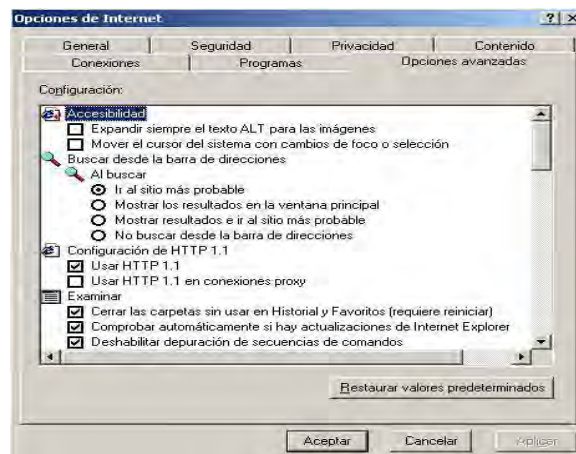 Opciones de Internet
General Seguridad Privacidad Contenido
Conexiones Programas Opciones avanzadas
Configuración:
Accesibilidad
Expandir siempre el texto ALT para las imágenes
Mover el cursor del sistema con cambios de foco o selección
Buscar desde la barra de direcciones
Al buscar
Ir al sitio más probable
Mostrar los resultados en la ventana principal
Mostrar resultados e ir al sitio más probable
No buscar desde la barra de direcciones
Configuración de HTTP 1.1
Usar HTTP 1.1
Usar HTTP 1.1 en conexiones proxy
Examinar
Cerrar las carpetas sin usar en Historial y Favoritos (requiere reiniciar)
Comprobar automáticamente si hay actualizaciones de Internet Explorer
Deshabilitar depuración de secuencias de comandos
Restaurar valores predeterminados
Aceptar Cancelar Aplicar